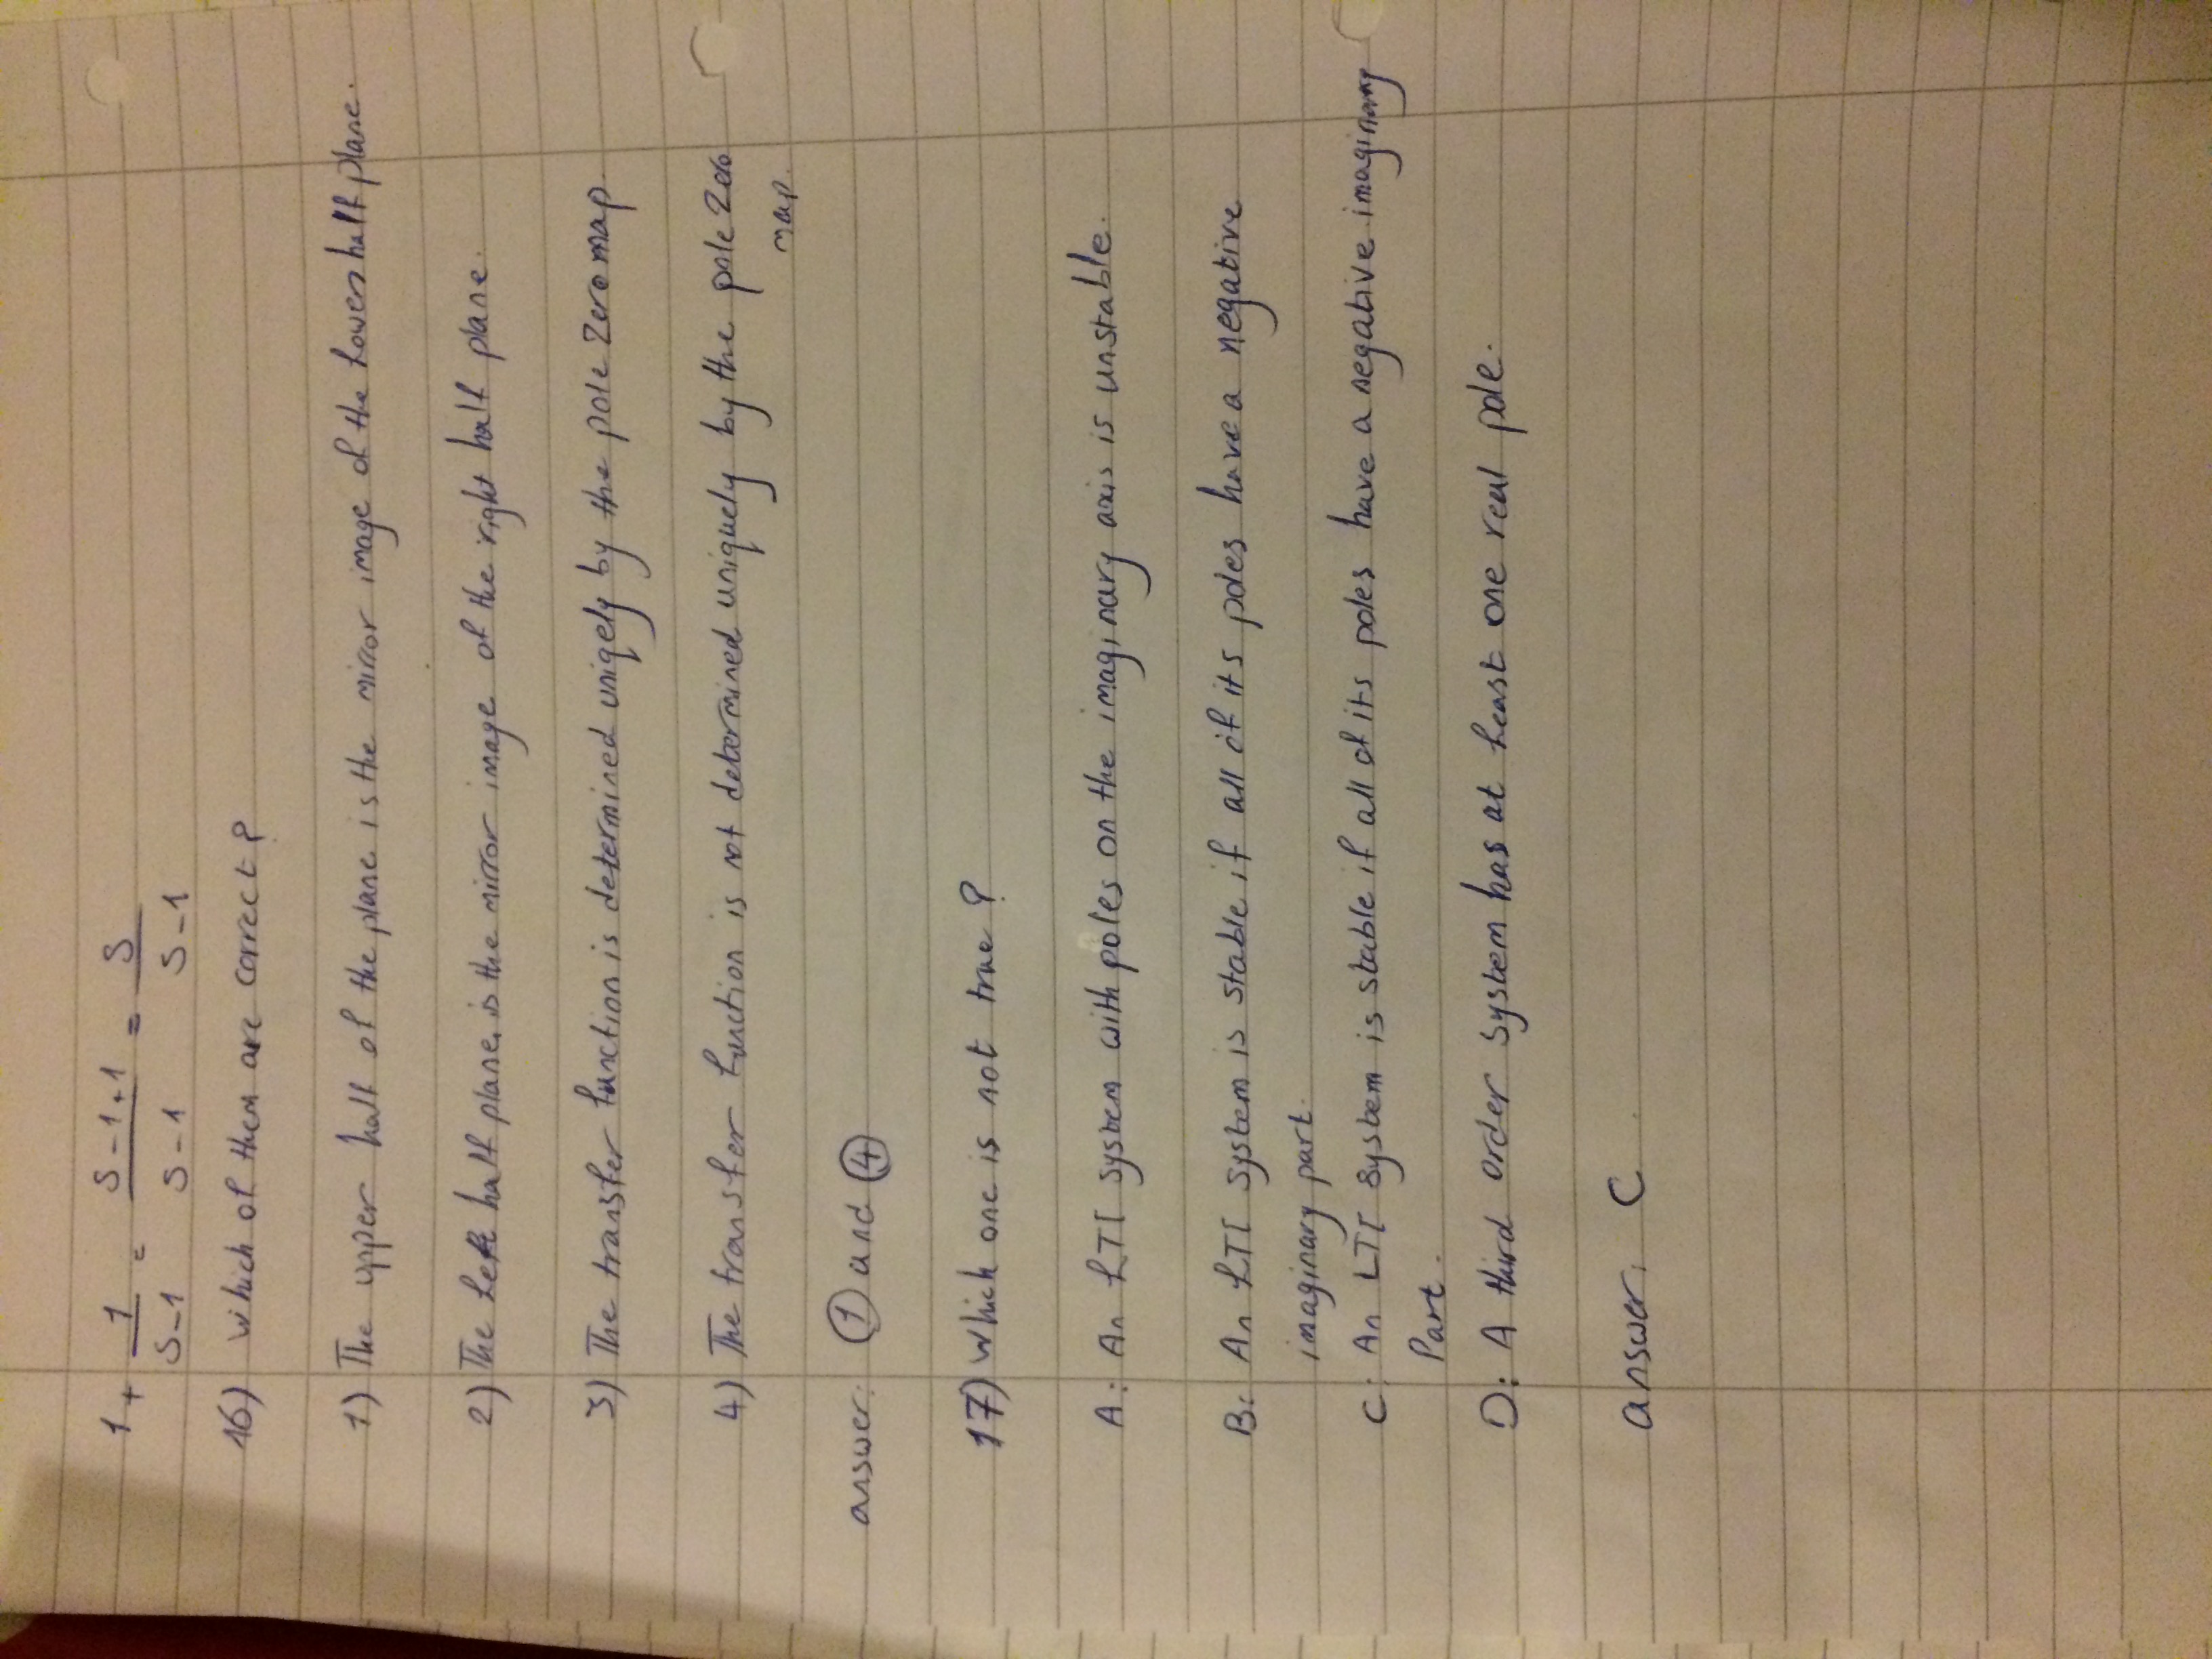 1 + 1/(S-1) = (S-1+1)/(S-1) = S/(S-1)
16) Which of them are correct?
1) The upper half of the plane is the mirror image of the Lower half plane.
2) The Left half plane is the mirror image of the right half plane.
3) The transfer function is determined uniqely by the pole Zero map.
4) The transfer function is not determined uniquely by the pole Zero
map.
answer: ① and ④
17) Which one is not true?
A: An LTI system with poles on the imaginary axis is unstable.
B: An LTI system is stable if all of its poles have a negative
imaginary part.
C: An LTI system is stable if all of its poles have a negative imaginary
Part.
D: A third order system has at Least one real pole.
answer: C